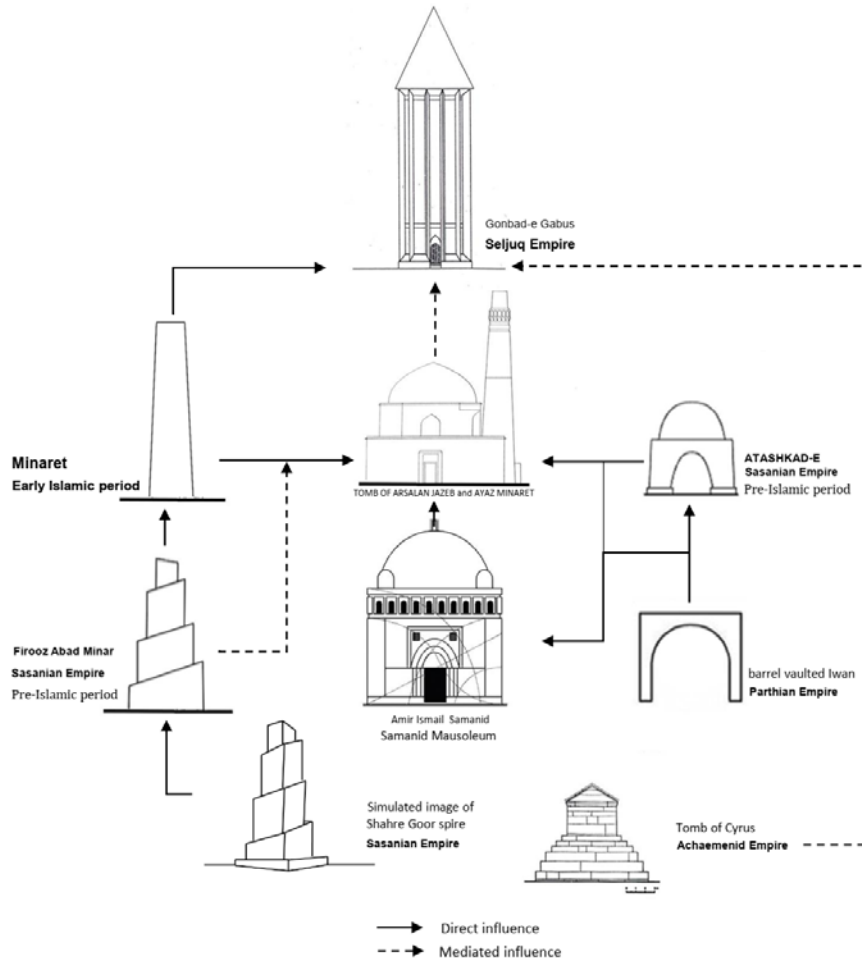 Gonbad-e Gabus
Seljuq Empire
Minaret
Early Islamic period
TOMB OF ARSALAN JAZEB and AYAZ MINARET
ATASHKAD-E
Sasanian Empire
Pre-Islamic period
Firooz Abad Minar
Sasanian Empire
Pre-Islamic period
Amir Ismail Samanid
Samanid Mausoleum
barrel vaulted Iwan
Parthian Empire
Simulated image of
Shahre Goor spire
Sasanian Empire
Tomb of Cyrus
Achaemenid Empire
Direct influence
Mediated influence